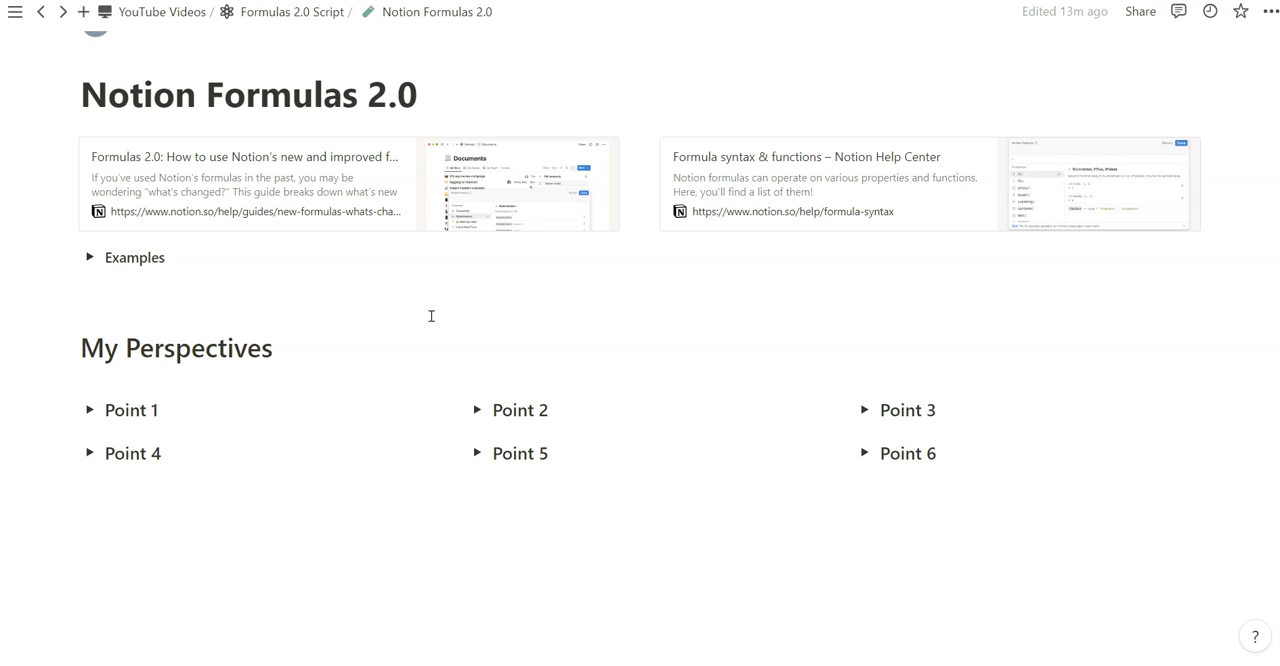 YouTube Videos / Formulas 2.0 Script / Notion Formulas 2.0
Edited 13m ago Share
Notion Formulas 2.0
Formulas 2.0: How to use Notion's new and improved f...
If you've used Notion's formulas in the past, you may be
wondering "what's changed?" This guide breaks down what's new
https://www.notion.so/help/guides/new-formulas-whats-cha...
Documents
Formula syntax & functions – Notion Help Center
Notion formulas can operate on various properties and functions.
Here, you'll find a list of them!
https://www.notion.so/help/formula-syntax
Examples
My Perspectives
Point 1
Point 2
Point 3
Point 4
Point 5
Point 6
?